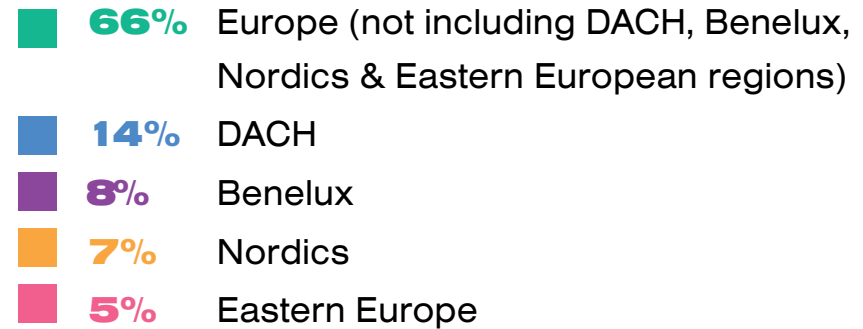 66% Europe (not including DACH, Benelux,
Nordics & Eastern European regions)
14% DACH
8% Benelux
7% Nordics
5% Eastern Europe